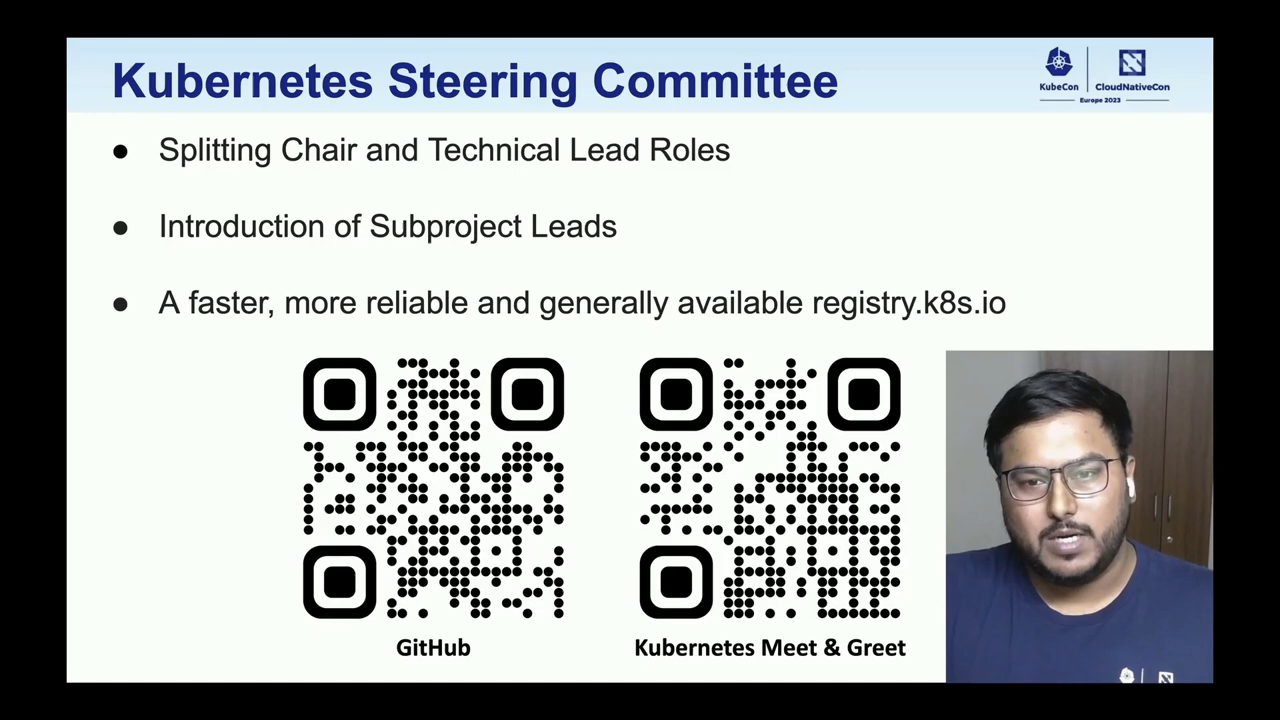 Kubernetes Steering Committee
KubeCon
CloudNativeCon
Europe 2023
Splitting Chair and Technical Lead Roles
Introduction of Subproject Leads
A faster, more reliable and generally available registry.k8s.io
GitHub
Kubernetes Meet & Greet